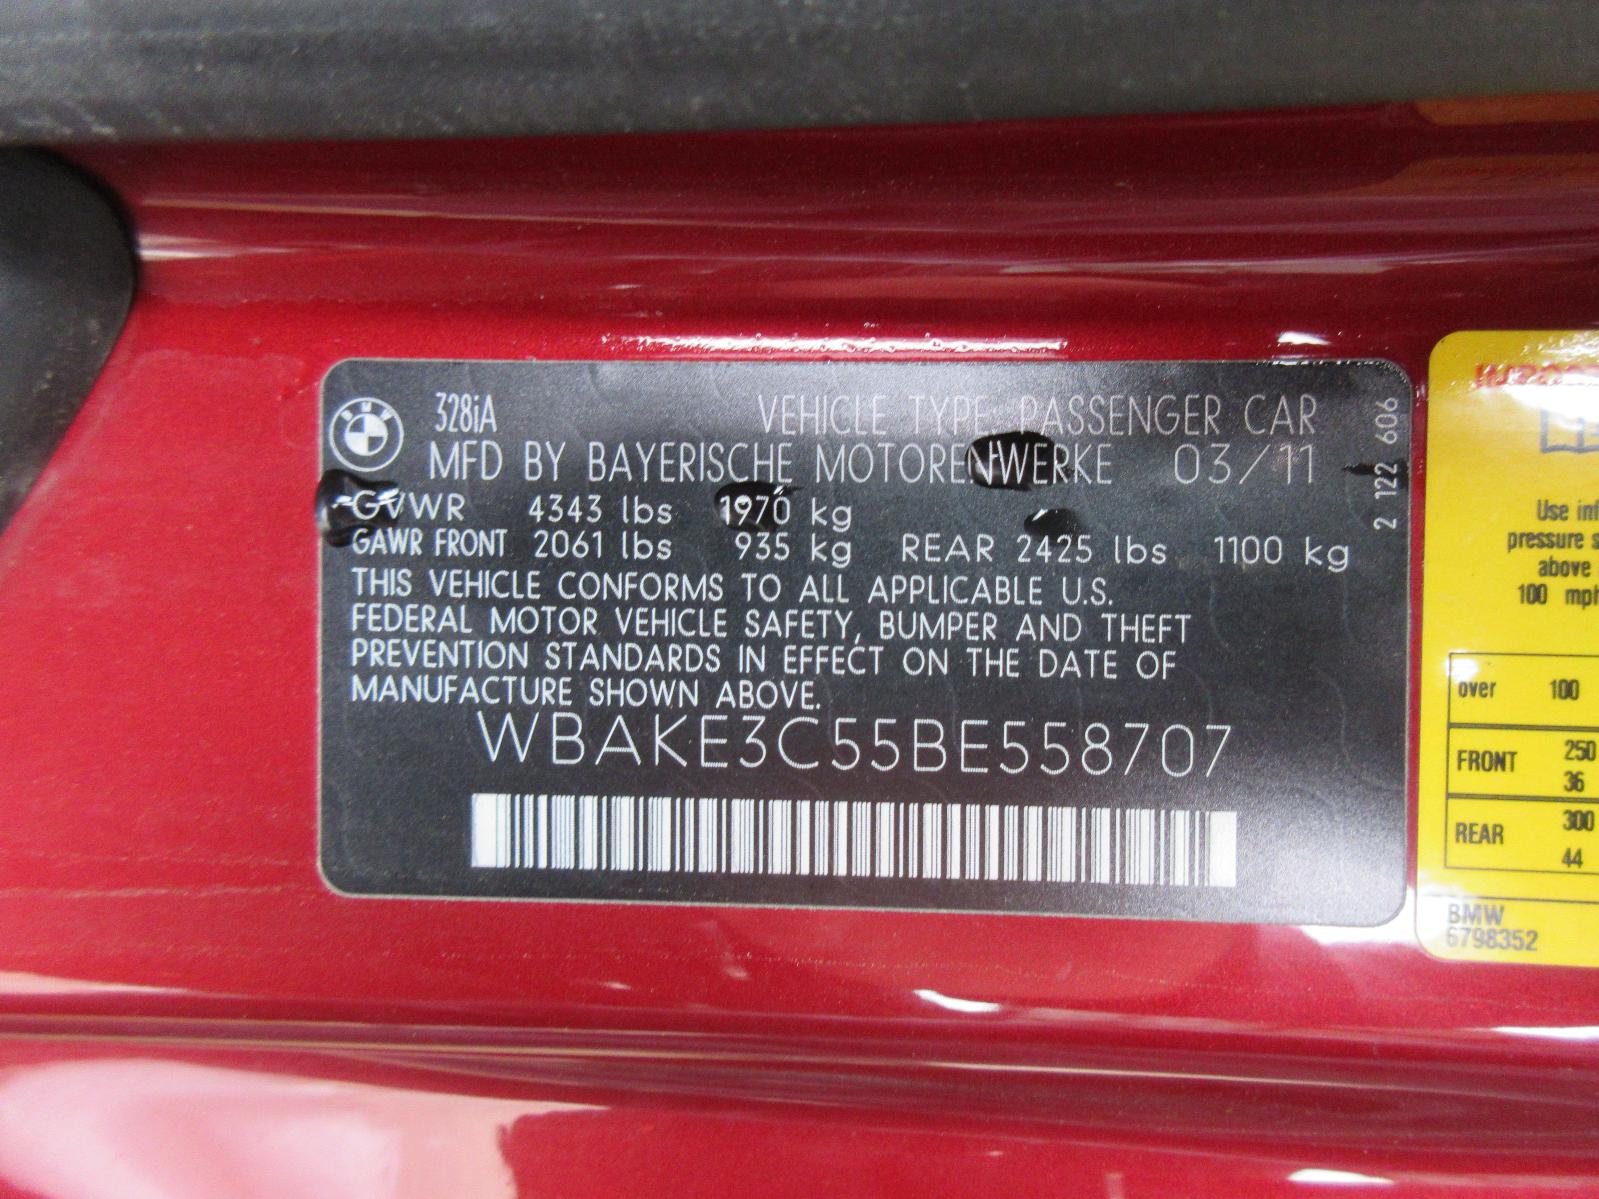 BMW
328iA VEHICLE TYPE PASSENGER CAR
MFD BY BAYERISCHE MOTORENWERKE 03/11
GVWR 4343 lbs 1970 kg
GAWR FRONT 2061 lbs 935 kg REAR 2425 lbs 1100 kg
THIS VEHICLE CONFORMS TO ALL APPLICABLE U.S.
FEDERAL MOTOR VEHICLE SAFETY, BUMPER AND THEFT
PREVENTION STANDARDS IN EFFECT ON THE DATE OF
MANUFACTURE SHOWN ABOVE.
WBAKE3C55BE558707
2 122 606
Use inf
pressure s
above
100 mph
over 100
FRONT 250
36
REAR 300
44
BMW
6798352